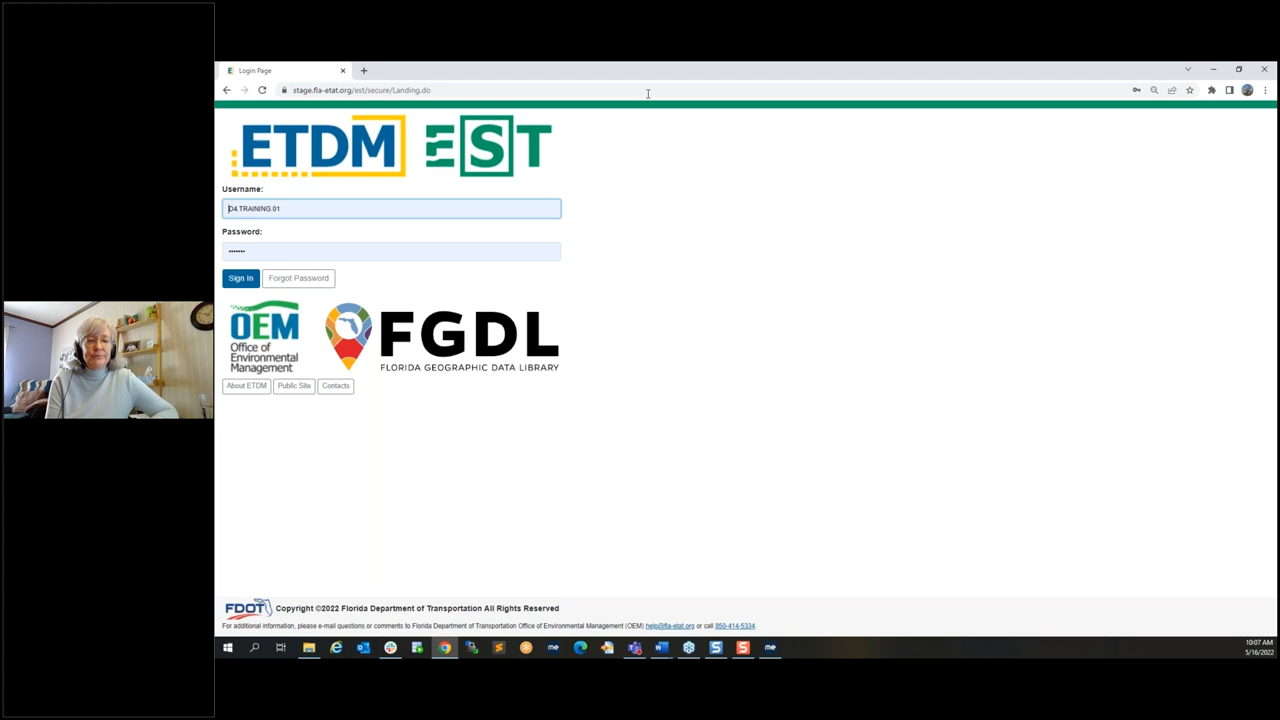 Login Page
stage.fla-etat.org/est/secure/Landing.do
ETDM EST
Username:
D4.TRAINING.01
Password:
•••••••
Sign In Forgot Password
OEM
Office of
Environmental
Management
FGDL
FLORIDA GEOGRAPHIC DATA LIBRARY
About ETDM Public Site Contacts
FDOT Copyright ©2022 Florida Department of Transportation All Rights Reserved
For additional information, please e-mail questions or comments to Florida Department of Transportation Office of Environmental Management (OEM) help@fla-etat.org or call 850-414-5334.
me me
10:07 AM
5/16/2022